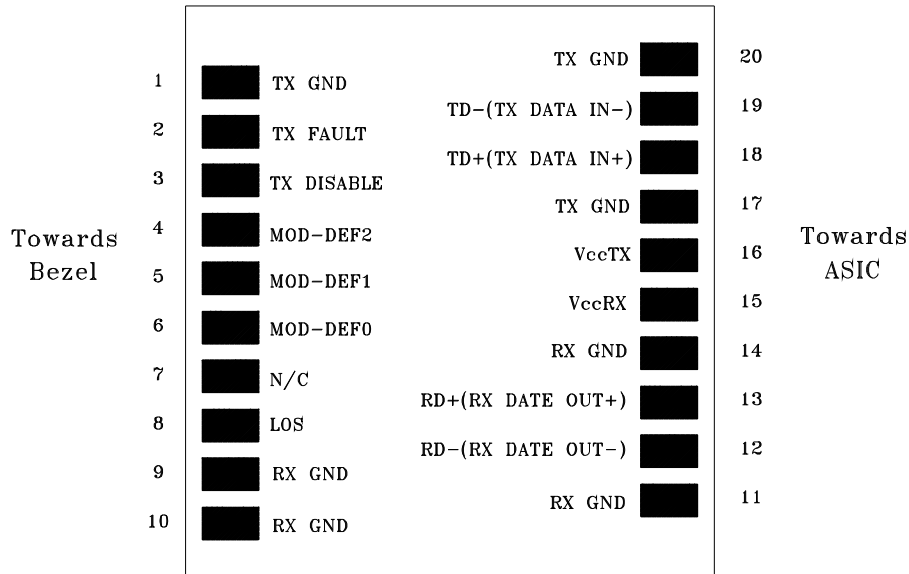 Towards
Bezel
1 TX GND
2 TX FAULT
3 TX DISABLE
4 MOD-DEF2
5 MOD-DEF1
6 MOD-DEF0
7 N/C
8 LOS
9 RX GND
10 RX GND
TX GND 20
TD-(TX DATA IN-) 19
TD+(TX DATA IN+) 18
TX GND 17
VccTX 16
VccRX 15
RX GND 14
RD+(RX DATE OUT+) 13
RD-(RX DATE OUT-) 12
RX GND 11
Towards
ASIC